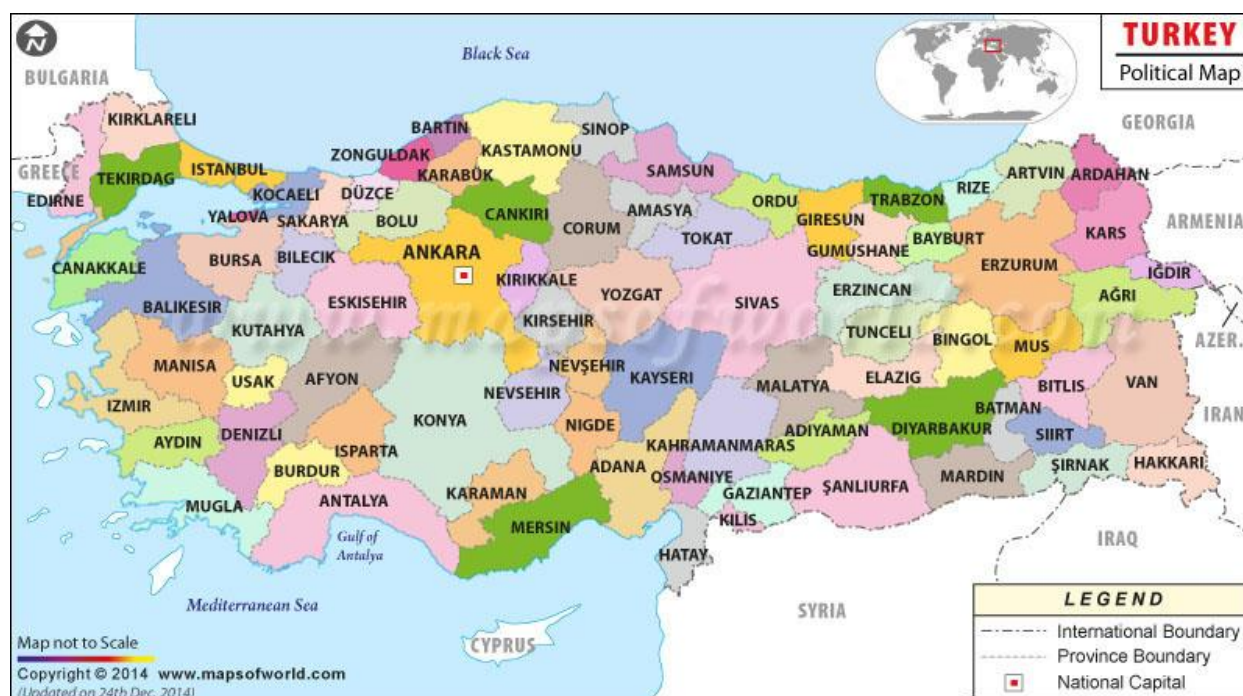 N
TURKEY
Political Map
Black Sea
BULGARIA
GEORGIA
GREECE
ARMENIA
KIRKLARELI
BARTIN
SINOP
ZONGULDAK
KASTAMONU
TEKIRDAG
ISTANBUL
KARABÜK
SAMSUN
ARTVIN
ARDAHAN
EDIRNE
KOCAELI
DÜZCE
RIZE
YALOVA
SAKARYA
BOLU
CANKIRI
AMASYA
ORDU
GIRESUN
TRABZON
CORUM
TOKAT
GUMUSHANE
BAYBURT
KARS
CANAKKALE
BURSA
BILECIK
ANKARA
KIRIKKALE
ERZURUM
IĞDIR
BALIKESIR
ESKISEHIR
YOZGAT
SIVAS
ERZINCAN
AĞRI
www.mapsofworld.com
KUTAHYA
KIRSEHIR
TUNCELI
BINGOL
MUS
AZER.
MANISA
USAK
AFYON
NEVŞEHIR
KAYSERI
MALATYA
ELAZIG
BITLIS
VAN
IZMIR
KONYA
NEVSEHIR
BATMAN
IRAN
AYDIN
DENIZLI
ISPARTA
NIGDE
KAHRAMANMARAS
ADIYAMAN
DIYARBAKUR
SIIRT
BURDUR
ADANA
OSMANIYE
ŞIRNAK
HAKKARI
MUGLA
ANTALYA
KARAMAN
GAZIANTEP
ŞANLIURFA
MARDIN
MERSIN
KILIS
Gulf of
Antalya
HATAY
IRAQ
Mediterranean Sea
SYRIA
CYPRUS
LEGEND
International Boundary
Province Boundary
National Capital
Map not to Scale
Copyright © 2014 www.mapsofworld.com
(Updated on 24th Dec, 2014)